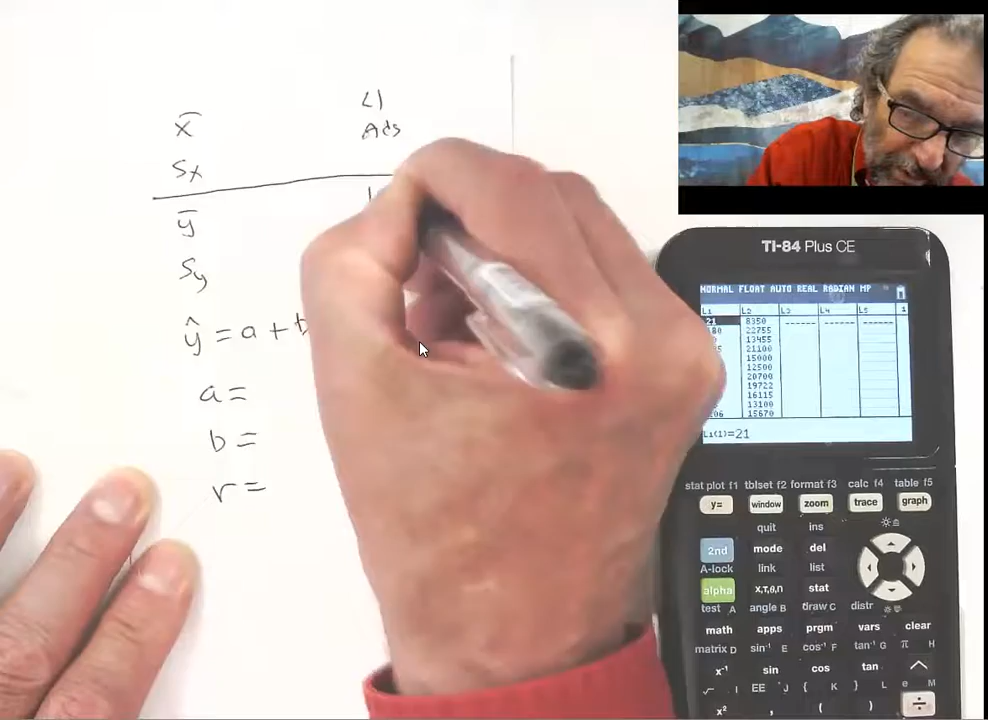 L1
x̄ Ads
Sx
ȳ
Sy
ŷ = a +
a =
b =
r =
TI-84 Plus CE
NORMAL FLOAT AUTO REAL RADIAN MP
L1 L2 L3 L4 L5 1
21 8350
22755
13455
21100
15000
12500
20700
19722
16115
13100
15670
L1(1)=21
stat plot f1 tblset f2 format f3 calc f4 table f5
y= window zoom trace graph
quit ins
2nd mode del
A-lock link list
alpha X,T,θ,n stat
test A angle B draw C distr
math apps prgm vars clear
matrix D sin⁻¹ E cos⁻¹ F tan⁻¹ G π H
x⁻¹ sin cos tan ^
√ I EE J { K } L e M
x² , ( ) ÷